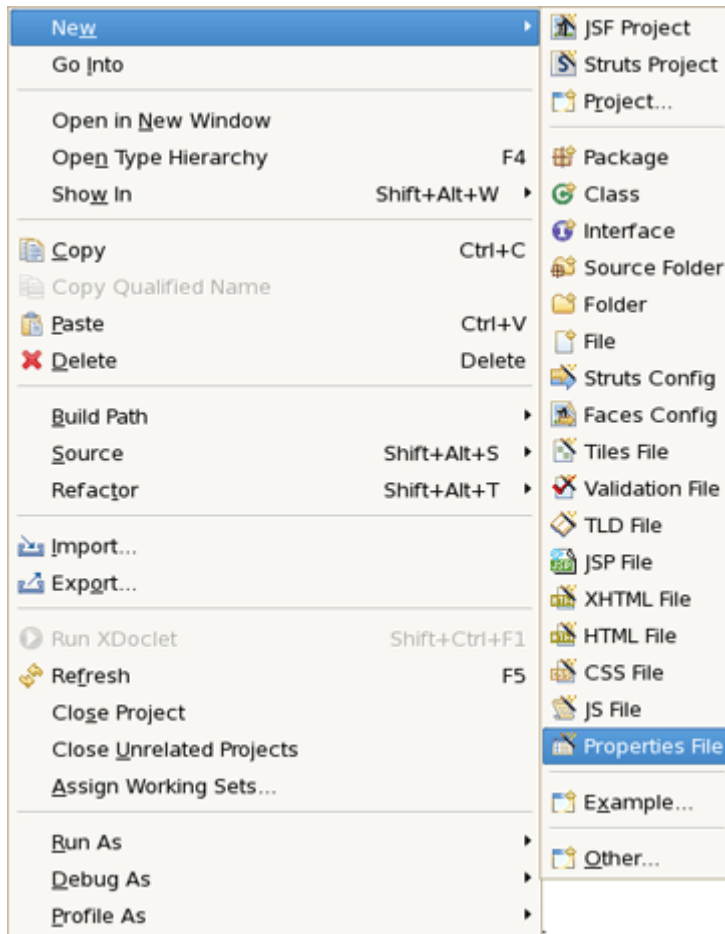 New
Go Into
Open in New Window
Open Type Hierarchy F4
Show In Shift+Alt+W
Copy Ctrl+C
Copy Qualified Name
Paste Ctrl+V
Delete Delete
Build Path
Source Shift+Alt+S
Refactor Shift+Alt+T
Import...
Export...
Run XDoclet Shift+Ctrl+F1
Refresh F5
Close Project
Close Unrelated Projects
Assign Working Sets...
Run As
Debug As
Profile As
JSF Project
Struts Project
Project...
Package
Class
Interface
Source Folder
Folder
File
Struts Config
Faces Config
Tiles File
Validation File
TLD File
JSP File
XHTML File
HTML File
CSS File
JS File
Properties File
Example...
Other...